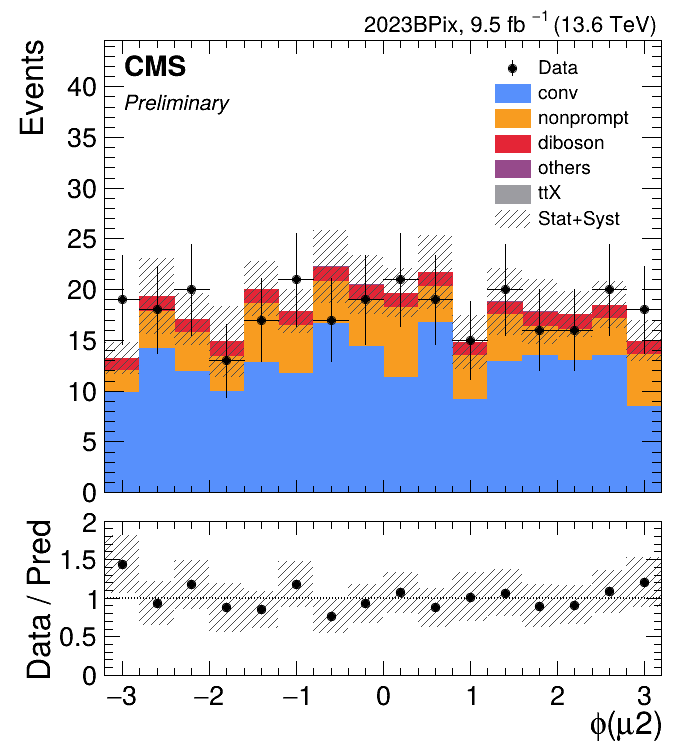 2023BPix, 9.5 fb⁻¹ (13.6 TeV)
CMS
Preliminary
Data
conv
nonprompt
diboson
others
ttX
Stat+Syst
Events
40
35
30
25
20
15
10
5
0
Data / Pred
2
1.5
1
0.5
0
−3 −2 −1 0 1 2 3
ϕ(μ2)